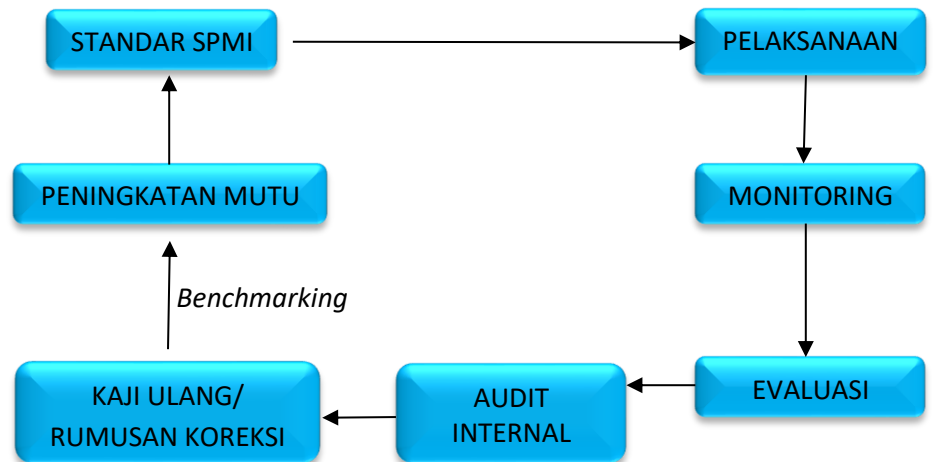 STANDAR SPMI
PELAKSANAAN
PENINGKATAN MUTU
MONITORING
Benchmarking
KAJI ULANG/
RUMUSAN KOREKSI
AUDIT
INTERNAL
EVALUASI